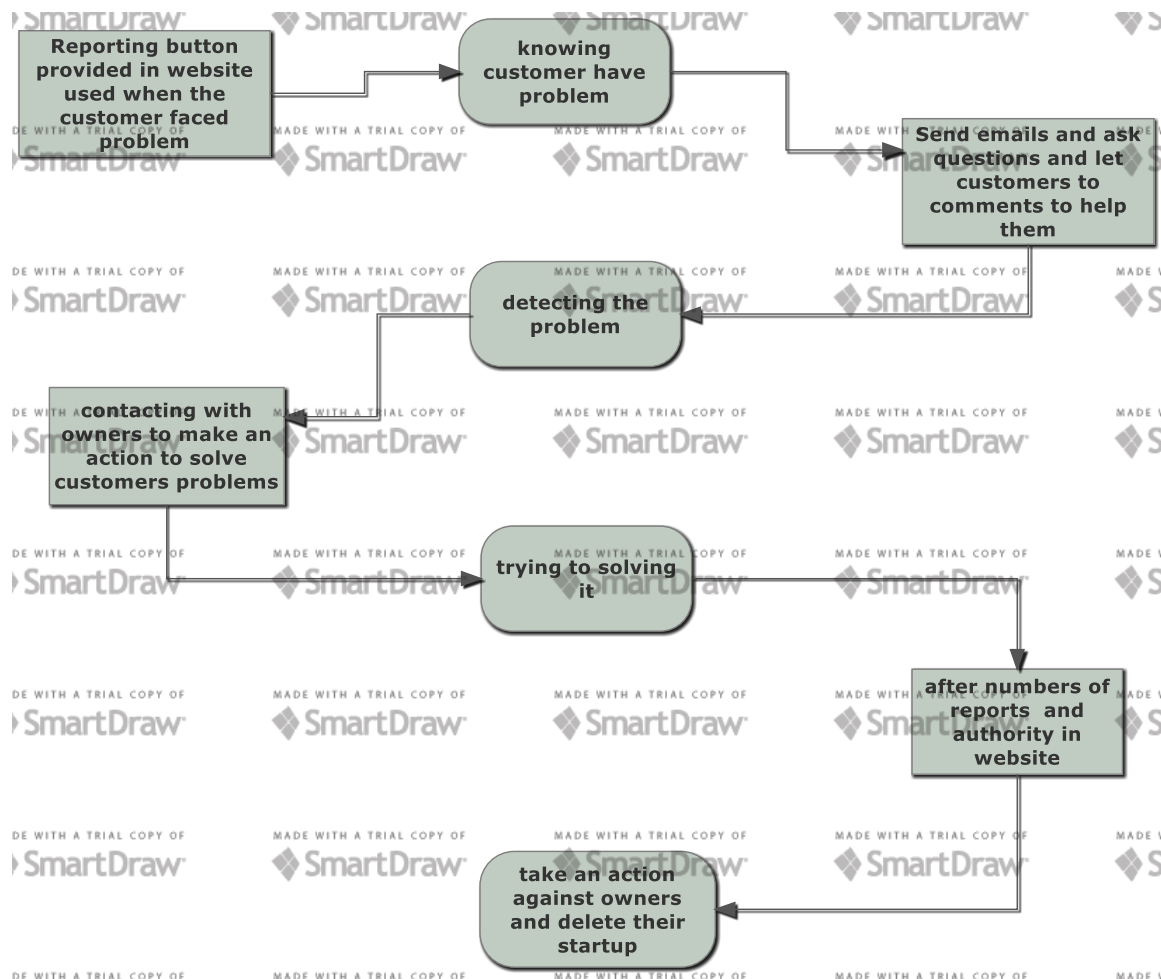 Reporting button
provided in website
used when the
customer faced
problem
knowing
customer have
problem
Send emails and ask
questions and let
customers to
comments to help
them
detecting the
problem
contacting with
owners to make an
action to solve
customers problems
trying to solving
it
after numbers of
reports and
authority in
website
take an action
against owners
and delete their
startup
MADE WITH A TRIAL COPY OF
SmartDraw